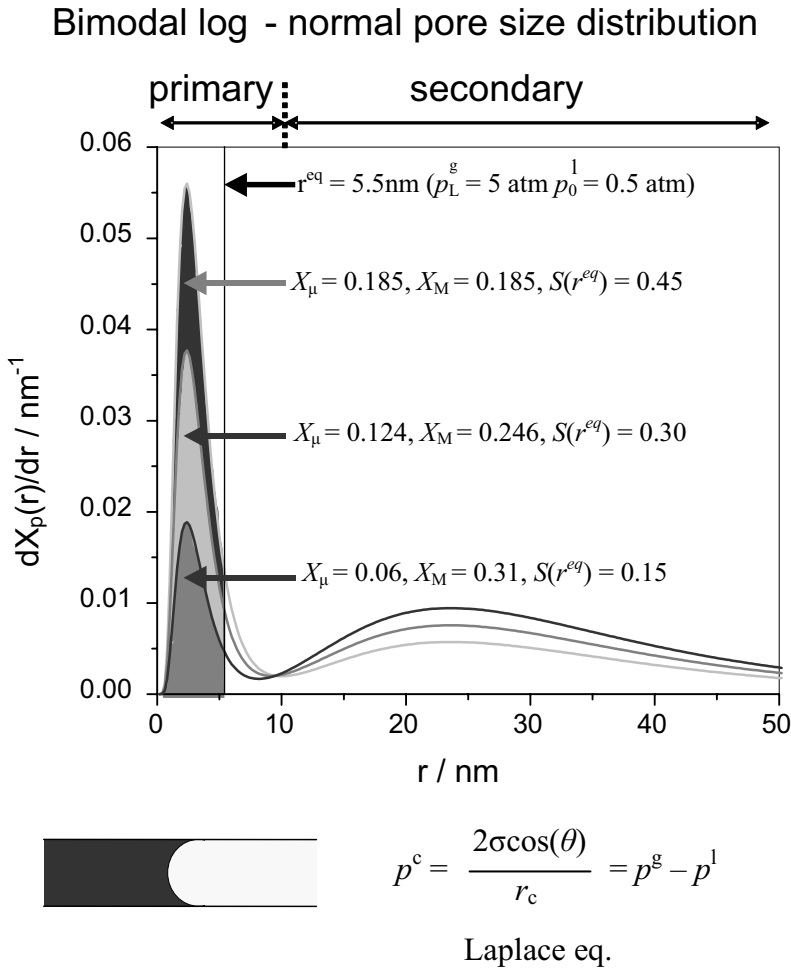 Bimodal log - normal pore size distribution
primary secondary
0.06
r^eq = 5.5nm (p_L^g = 5 atm p_0^l = 0.5 atm)
0.05
X_μ = 0.185, X_M = 0.185, S(r^eq) = 0.45
0.04
0.03
X_μ = 0.124, X_M = 0.246, S(r^eq) = 0.30
0.02
X_μ = 0.06, X_M = 0.31, S(r^eq) = 0.15
0.01
0.00
dX_p(r)/dr / nm^-1
0 10 20 30 40 50
r / nm
p^c = 2σcos(θ) / r_c = p^g – p^l
Laplace eq.